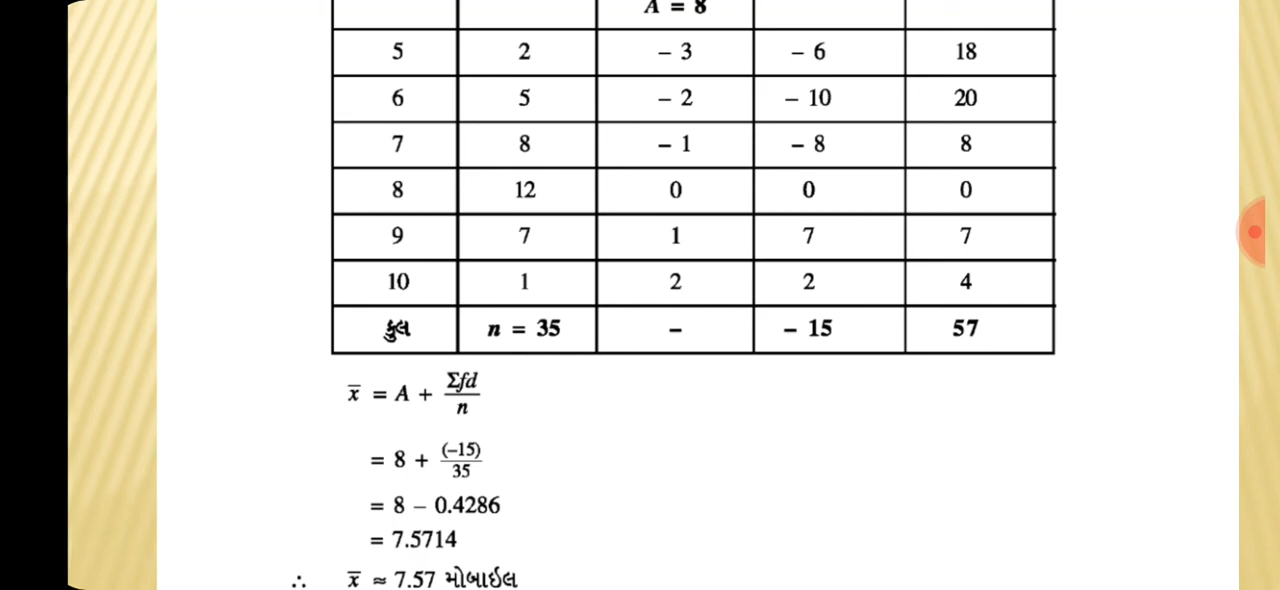 A = 8
5 2 – 3 – 6 18
6 5 – 2 – 10 20
7 8 – 1 – 8 8
8 12 0 0 0
9 7 1 7 7
10 1 2 2 4
કુલ n = 35 – – 15 57
x̅ = A + Σfd/n
= 8 + (–15)/35
= 8 – 0.4286
= 7.5714
∴ x̅ ≈ 7.57 મોબાઈલ